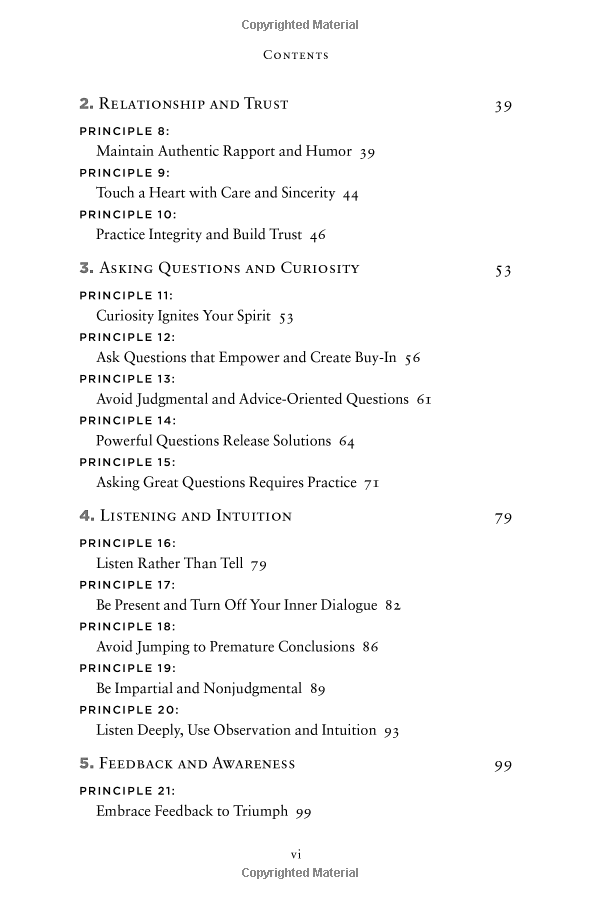 Copyrighted Material
Contents
2. Relationship and Trust 39
PRINCIPLE 8:
Maintain Authentic Rapport and Humor 39
PRINCIPLE 9:
Touch a Heart with Care and Sincerity 44
PRINCIPLE 10:
Practice Integrity and Build Trust 46
3. Asking Questions and Curiosity 53
PRINCIPLE 11:
Curiosity Ignites Your Spirit 53
PRINCIPLE 12:
Ask Questions that Empower and Create Buy-In 56
PRINCIPLE 13:
Avoid Judgmental and Advice-Oriented Questions 61
PRINCIPLE 14:
Powerful Questions Release Solutions 64
PRINCIPLE 15:
Asking Great Questions Requires Practice 71
4. Listening and Intuition 79
PRINCIPLE 16:
Listen Rather Than Tell 79
PRINCIPLE 17:
Be Present and Turn Off Your Inner Dialogue 82
PRINCIPLE 18:
Avoid Jumping to Premature Conclusions 86
PRINCIPLE 19:
Be Impartial and Nonjudgmental 89
PRINCIPLE 20:
Listen Deeply, Use Observation and Intuition 93
5. Feedback and Awareness 99
PRINCIPLE 21:
Embrace Feedback to Triumph 99
vi
Copyrighted Material